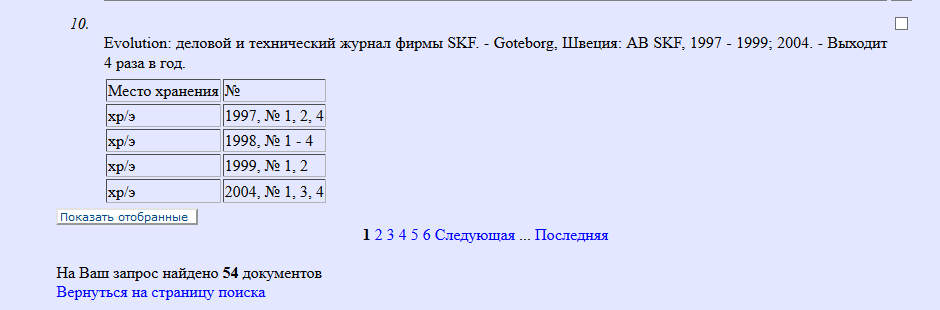 10.
Evolution: деловой и технический журнал фирмы SKF. - Goteborg, Швеция: AB SKF, 1997 - 1999; 2004. - Выходит
4 раза в год.
Место хранения №
хр/э 1997, № 1, 2, 4
хр/э 1998, № 1 - 4
хр/э 1999, № 1, 2
хр/э 2004, № 1, 3, 4
Показать отобранные
1 2 3 4 5 6 Следующая ... Последняя
На Ваш запрос найдено 54 документов
Вернуться на страницу поиска